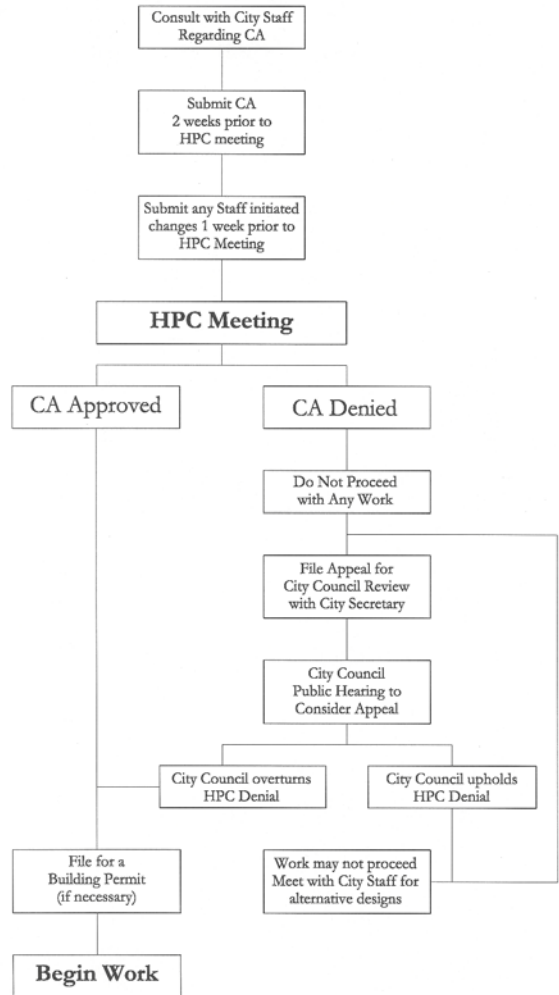 Consult with City Staff
Regarding CA
Submit CA
2 weeks prior to
HPC meeting
Submit any Staff initiated
changes 1 week prior to
HPC Meeting
HPC Meeting
CA Approved
CA Denied
Do Not Proceed
with Any Work
File Appeal for
City Council Review
with City Secretary
City Council
Public Hearing to
Consider Appeal
City Council overturns
HPC Denial
City Council upholds
HPC Denial
File for a
Building Permit
(if necessary)
Work may not proceed
Meet with City Staff for
alternative designs
Begin Work